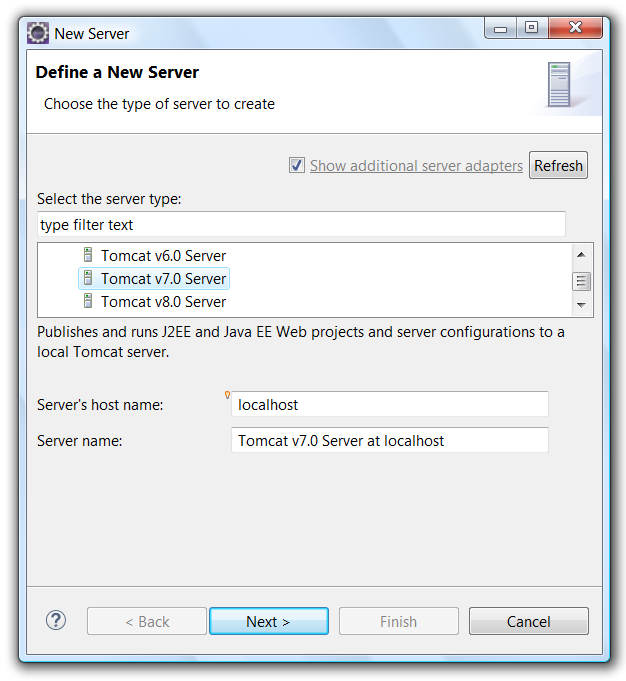 New Server
Define a New Server
Choose the type of server to create
Show additional server adapters Refresh
Select the server type:
type filter text
Tomcat v6.0 Server
Tomcat v7.0 Server
Tomcat v8.0 Server
Publishes and runs J2EE and Java EE Web projects and server configurations to a
local Tomcat server.
Server's host name: localhost
Server name: Tomcat v7.0 Server at localhost
? < Back Next > Finish Cancel